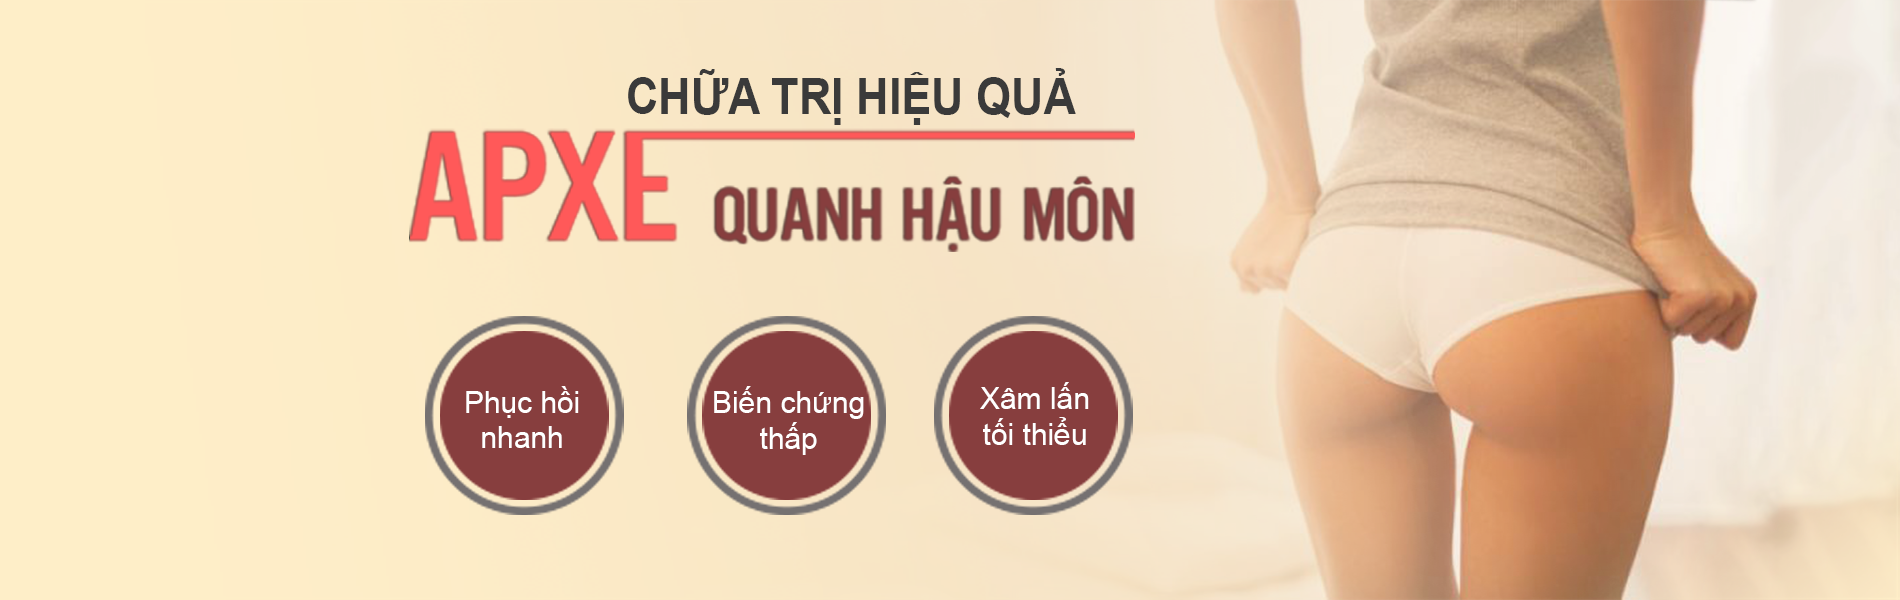 CHỮA TRỊ HIỆU QUẢ
APXE QUANH HẬU MÔN
Phục hồi
nhanh
Biến chứng
thấp
Xâm lấn
tối thiểu